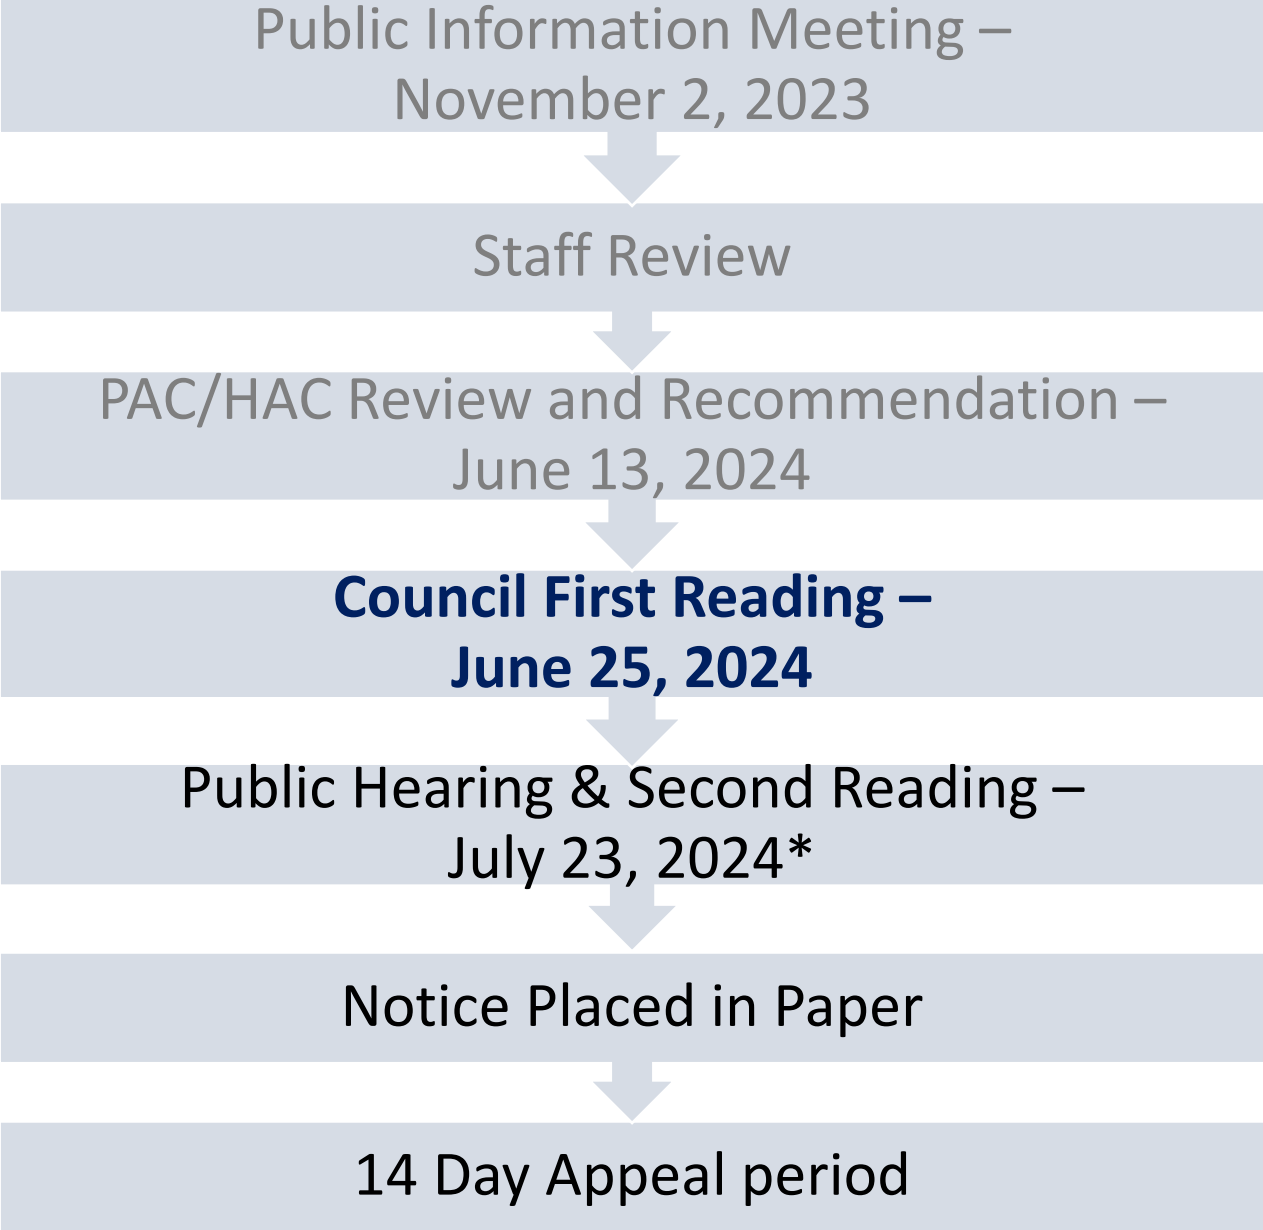 Public Information Meeting –
November 2, 2023
Staff Review
PAC/HAC Review and Recommendation –
June 13, 2024
Council First Reading –
June 25, 2024
Public Hearing & Second Reading –
July 23, 2024*
Notice Placed in Paper
14 Day Appeal period